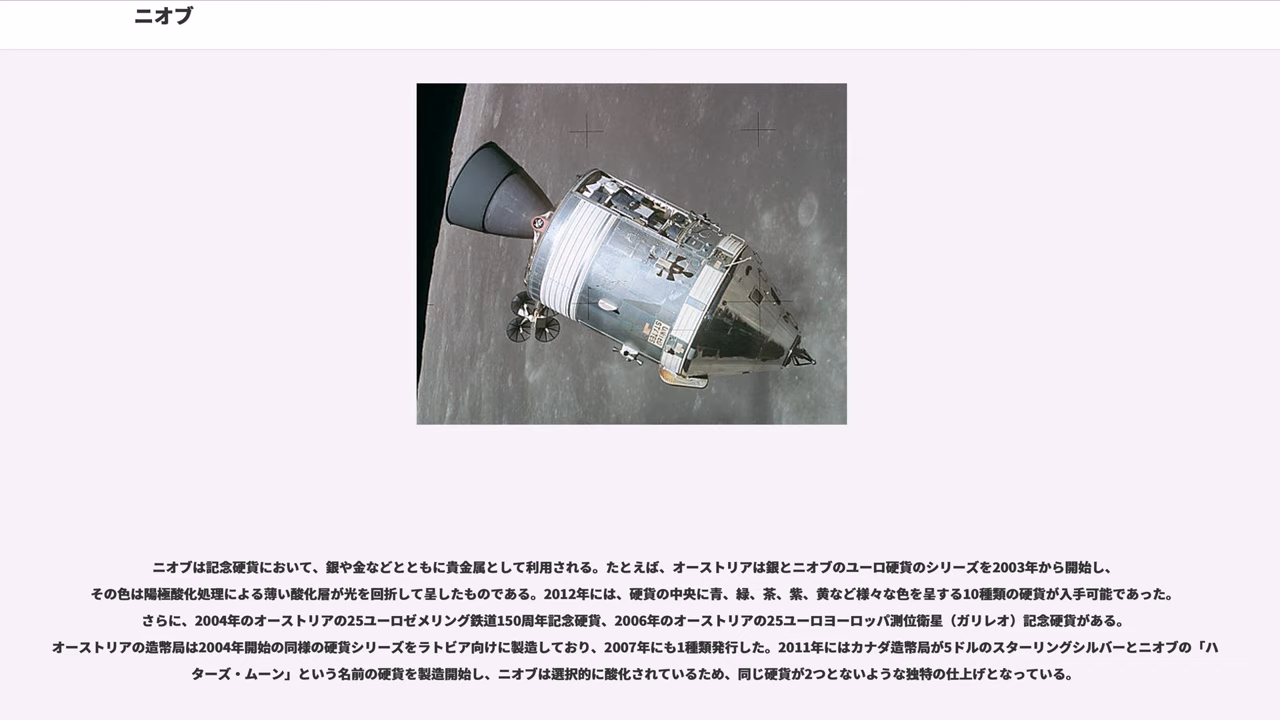 ニオブ
UNITED STATES
ニオブは記念硬貨において、銀や金などとともに貴金属として利用される。たとえば、オーストリアは銀とニオブのユーロ硬貨のシリーズを2003年から開始し、
その色は陽極酸化処理による薄い酸化層が光を回折して呈したものである。2012年には、硬貨の中央に青、緑、茶、紫、黄など様々な色を呈する10種類の硬貨が入手可能であった。
さらに、2004年のオーストリアの25ユーロゼメリング鉄道150周年記念硬貨、2006年のオーストリアの25ユーロヨーロッパ測位衛星（ガリレオ）記念硬貨がある。
オーストリアの造幣局は2004年開始の同様の硬貨シリーズをラトビア向けに製造しており、2007年にも1種類発行した。2011年にはカナダ造幣局が5ドルのスターリングシルバーとニオブの「ハ
ターズ・ムーン」という名前の硬貨を製造開始し、ニオブは選択的に酸化されているため、同じ硬貨が2つとないような独特の仕上げとなっている。